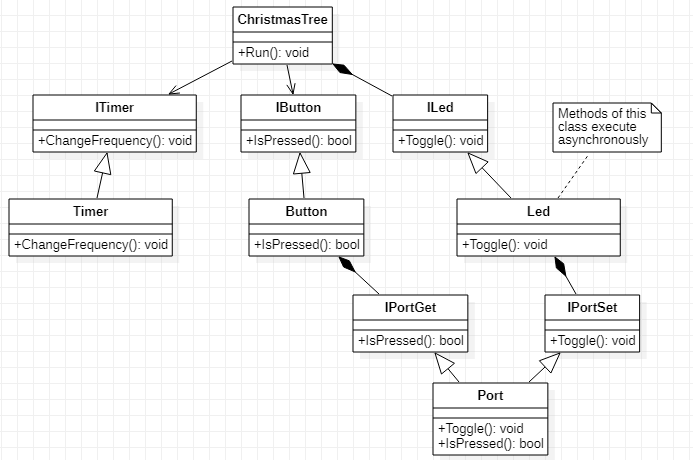 ChristmasTree
+Run(): void
ITimer
+ChangeFrequency(): void
IButton
+IsPressed(): bool
ILed
+Toggle(): void
Methods of this
class execute
asynchronously
Timer
+ChangeFrequency(): void
Button
+IsPressed(): bool
Led
+Toggle(): void
IPortGet
+IsPressed(): bool
IPortSet
+Toggle(): void
Port
+Toggle(): void
+IsPressed(): bool